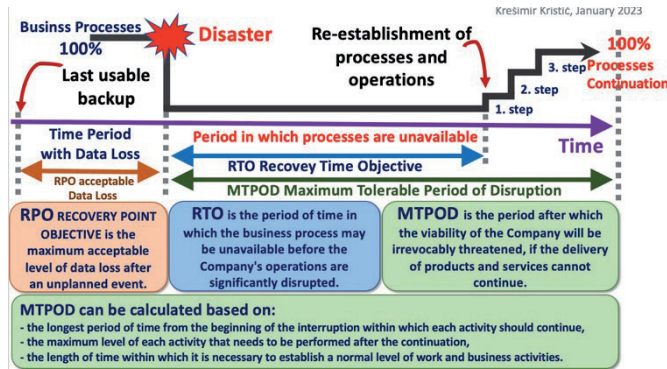 Krešimir Kristić, January 2023
Businss Processes
100%
Disaster
Last usable
backup
Re-establishment of
processes and
operations
1. step
2. step
3. step
100%
Processes
Continuation
Time
Time Period
with Data Loss
Period in which processes are unavailable
RPO acceptable
Data Loss
RTO Recovey Time Objective
MTPOD Maximum Tolerable Period of Disruption
RPO RECOVERY POINT
OBJECTIVE is the
maximum acceptable
level of data loss after
an unplanned event.
RTO is the period of time in
which the business process may
be unavailable before the
Company's operations are
significantly disrupted.
MTPOD is the period after which
the viability of the Company will be
irrevocably threatened, if the delivery
of products and services cannot
continue.
MTPOD can be calculated based on:
- the longest period of time from the beginning of the interruption within which each activity should continue,
- the maximum level of each activity that needs to be performed after the continuation,
- the length of time within which it is necessary to establish a normal level of work and business activities.